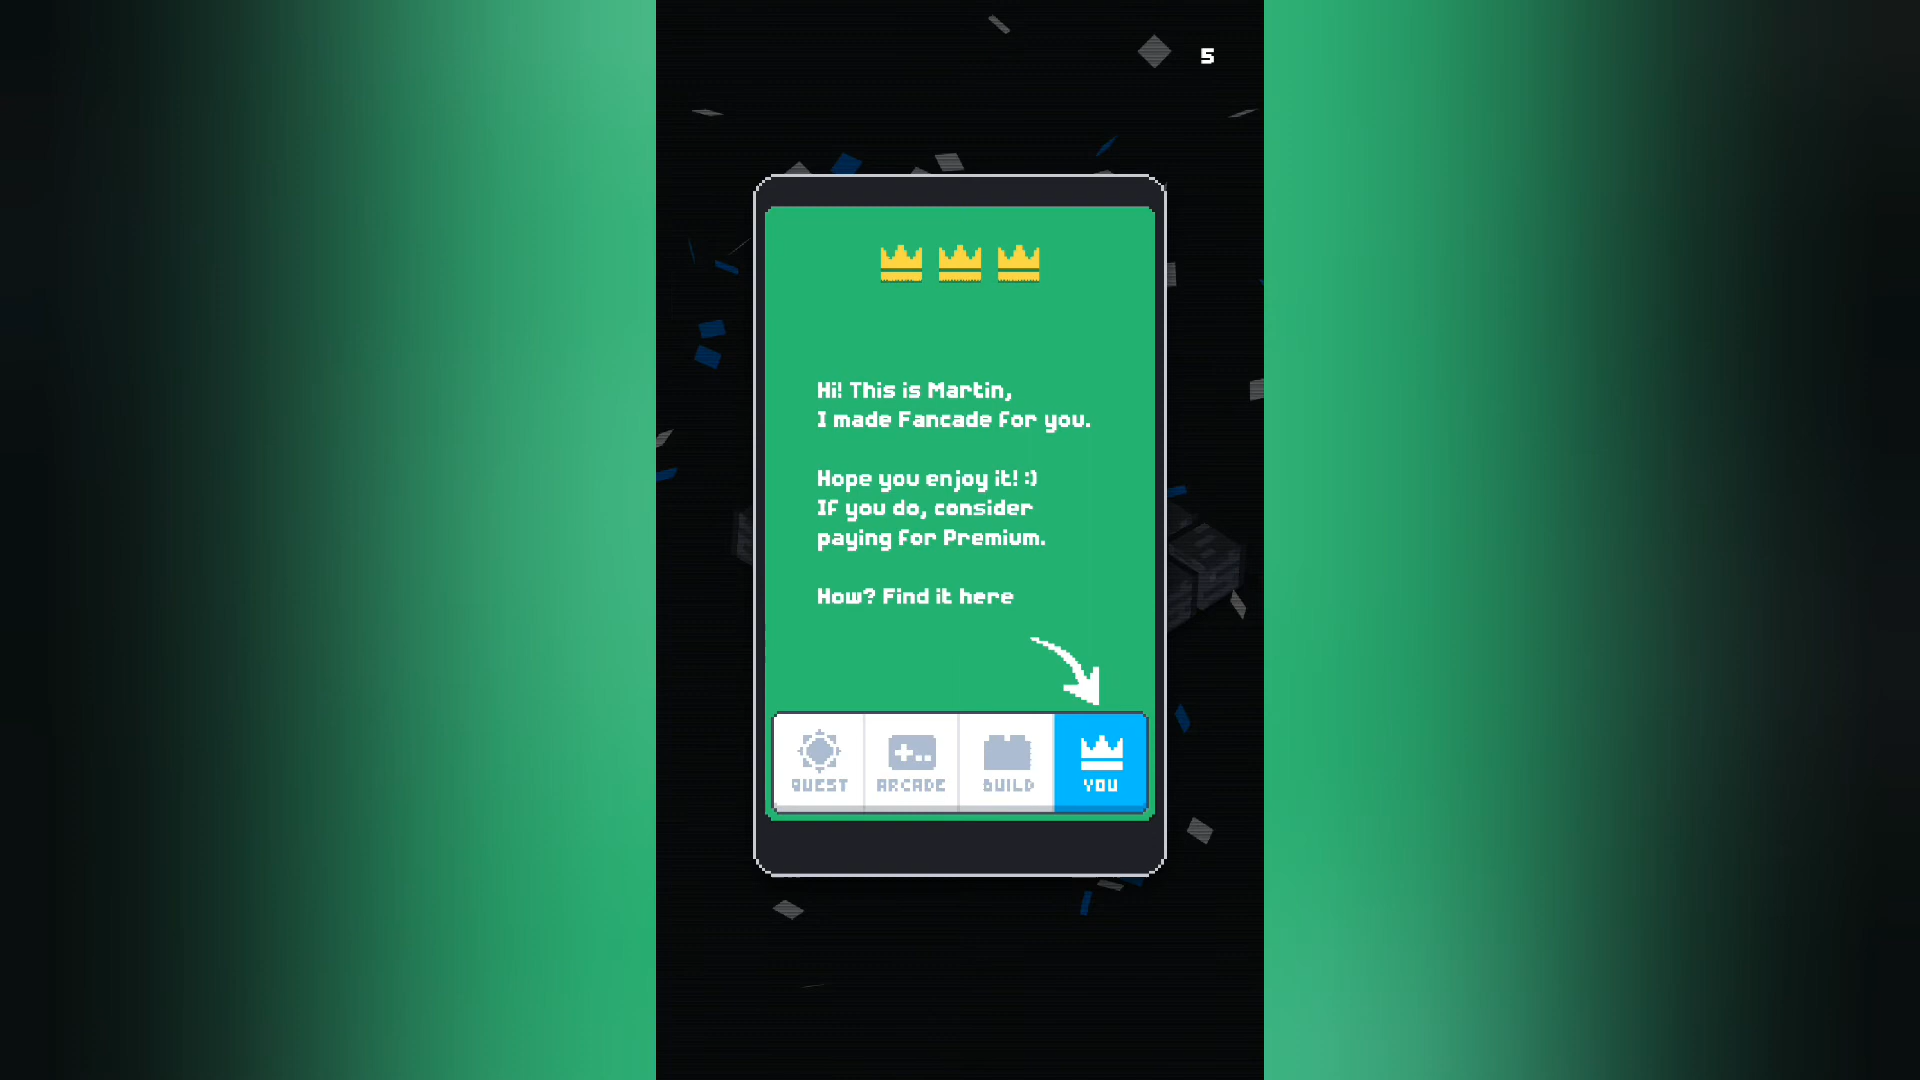 5
Hi! This is Martin,
I made Fancade for you.
Hope you enjoy it! :)
If you do, consider
paying for Premium.
How? Find it here
QUEST ARCADE BUILD YOU